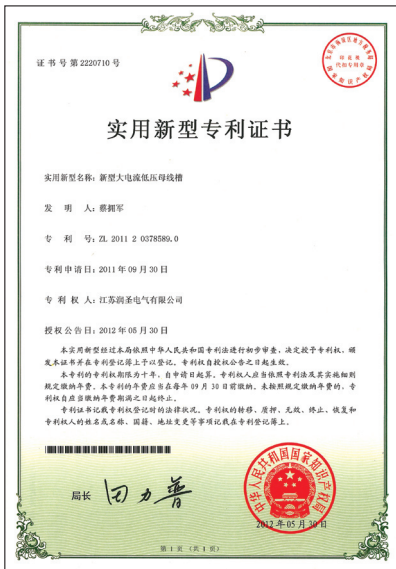 证书号第2220710号
实用新型专利证书
实用新型名称：新型大电流低压母线槽
发明人：蔡拥军
专利号：ZL 2011 2 0378589.0
专利申请日：2011年09月30日
专利权人：江苏润圣电气有限公司
授权公告日：2012年05月30日
本实用新型经过本局依照中华人民共和国专利法进行初步审查，决定授予专利权，颁
发本证书并在专利登记簿上予以登记。专利权自授权公告之日起生效。
本专利的专利权期限为十年，自申请日起算。专利权人应当依照专利法及其实施细则
规定缴纳年费。本专利的年费应当在每年09月30日前缴纳。未按照规定缴纳年费的，专
利权自应当缴纳年费期满之日起终止。
专利证书记载专利权登记时的法律状况。专利权的转移、质押、无效、终止、恢复和
专利权人的姓名或名称、国籍、地址变更等事项记载在专利登记簿上。
局长
田力普
中华人民共和国国家知识产权局
2012年05月30日
第1页（共1页）